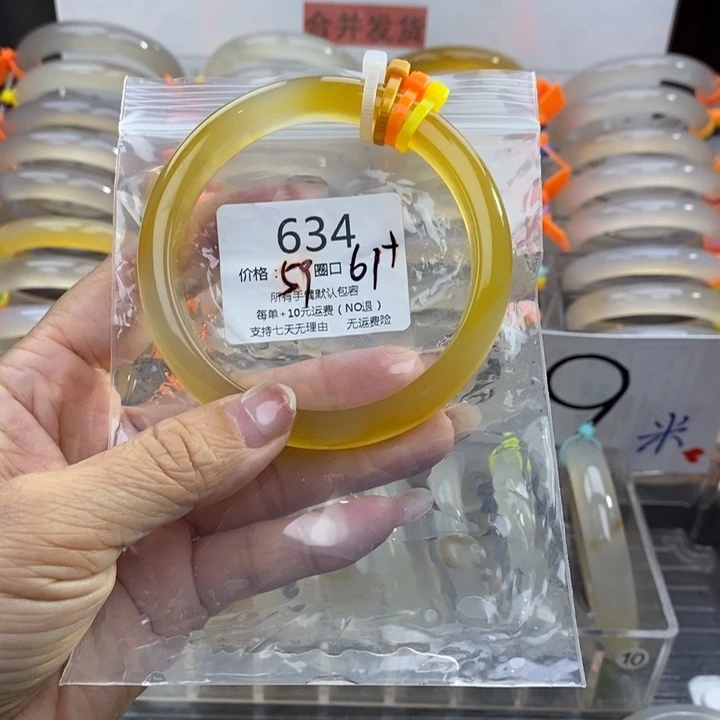 合并发货
634
价格：59 圈口 61+
所有手镯默认包容
每单+10元运费（NO退）
支持七天无理由 无运费险
9
米
10